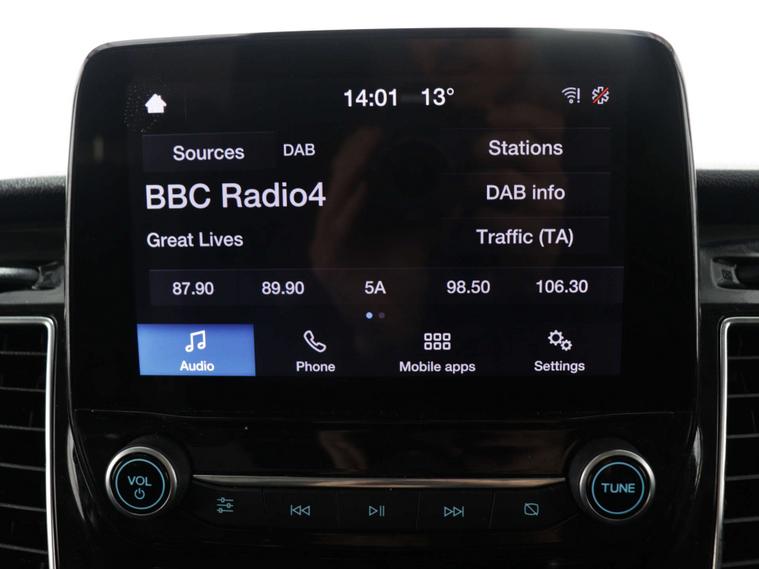 14:01 13°
Sources DAB Stations
BBC Radio4 DAB info
Great Lives Traffic (TA)
87.90 89.90 5A 98.50 106.30
Audio Phone Mobile apps Settings
VOL TUNE